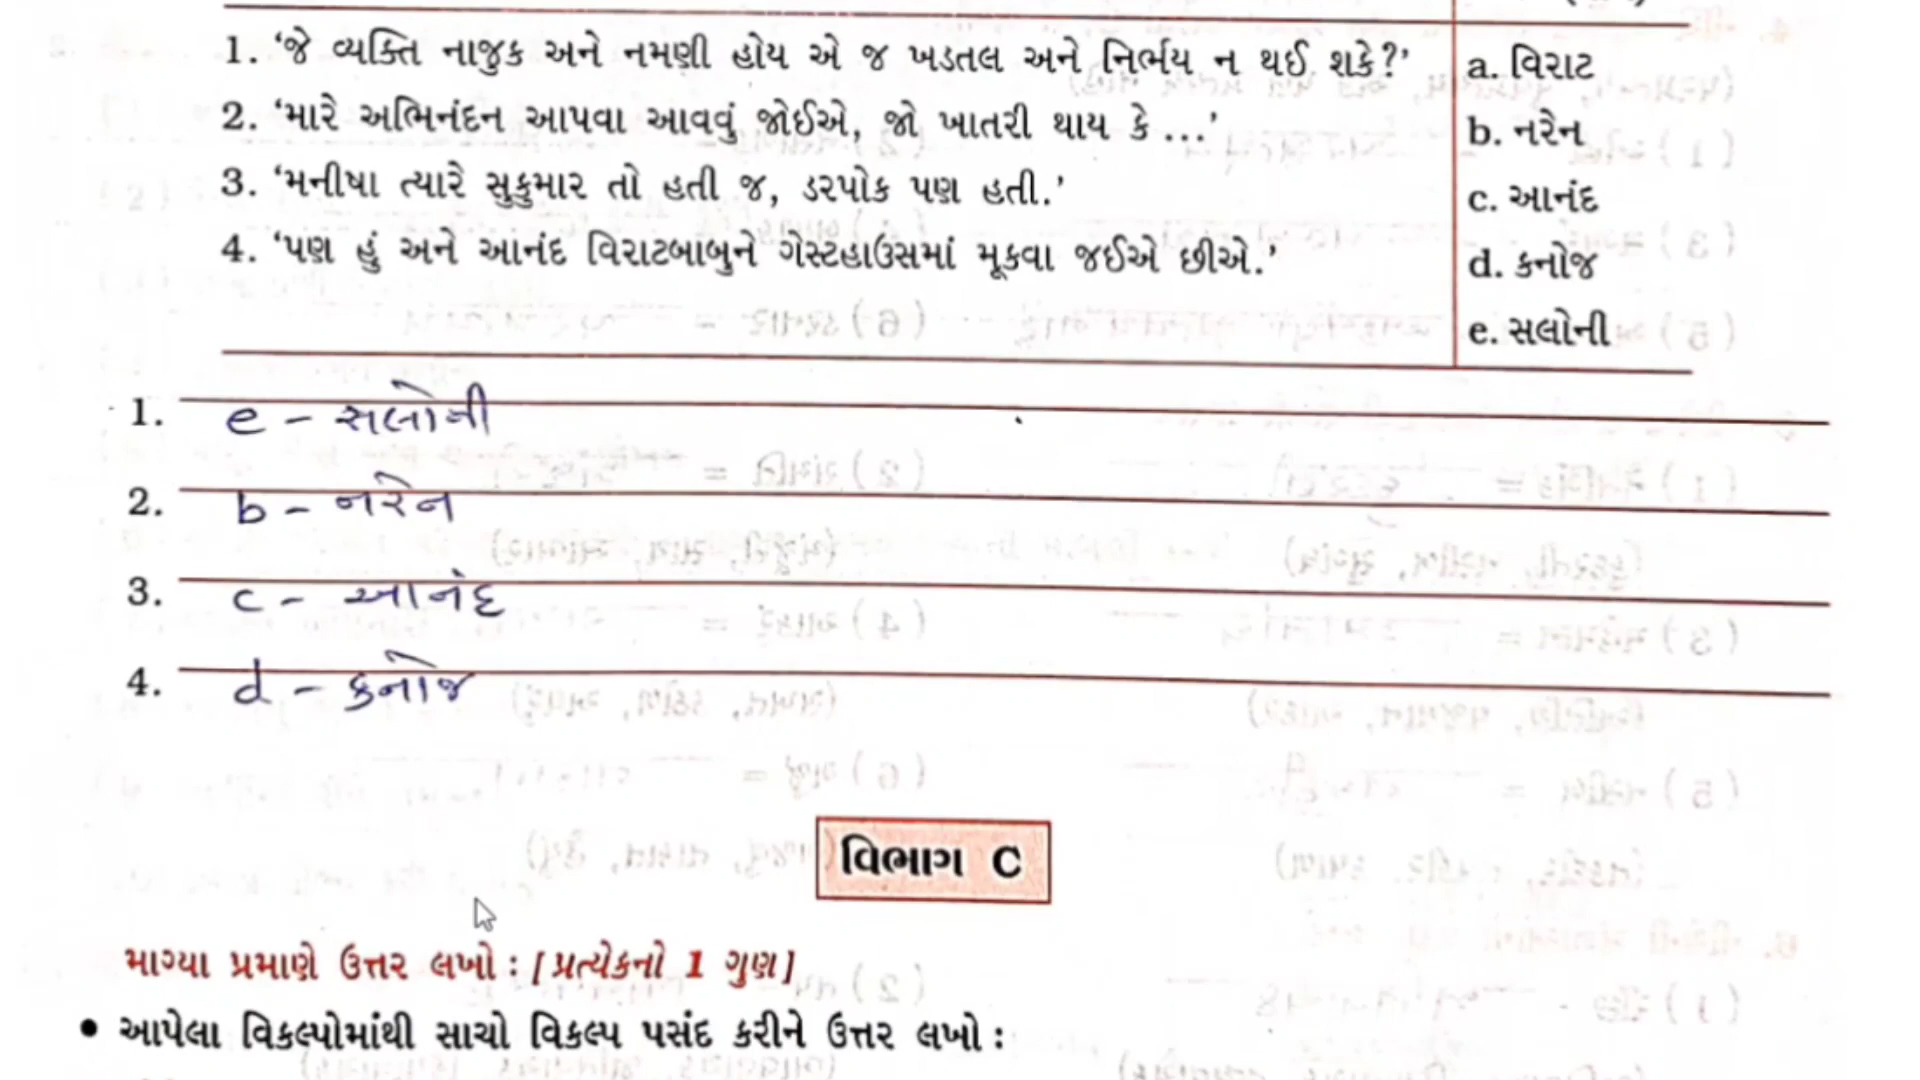 1. ‘જે વ્યક્તિ નાજુક અને નમણી હોય એ જ ખડતલ અને નિર્ભય ન થઈ શકે?’
a. વિરાટ
2. ‘મારે અભિનંદન આપવા આવવું જોઈએ, જો ખાતરી થાય કે ...’
b. નરેન
3. ‘મનીષા ત્યારે સુકુમાર તો હતી જ, ડરપોક પણ હતી.’
c. આનંદ
4. ‘પણ હું અને આનંદ વિરાટબાબુને ગેસ્ટહાઉસમાં મૂકવા જઈએ છીએ.’
d. કનોજ
e. સલોની
1. e - સલોની
2. b - નરેન
3. c - આનંદ
4. d - કનોજ
વિભાગ C
માગ્યા પ્રમાણે ઉત્તર લખો : [પ્રત્યેકનો 1 ગુણ]
• આપેલા વિકલ્પોમાંથી સાચો વિકલ્પ પસંદ કરીને ઉત્તર લખો :